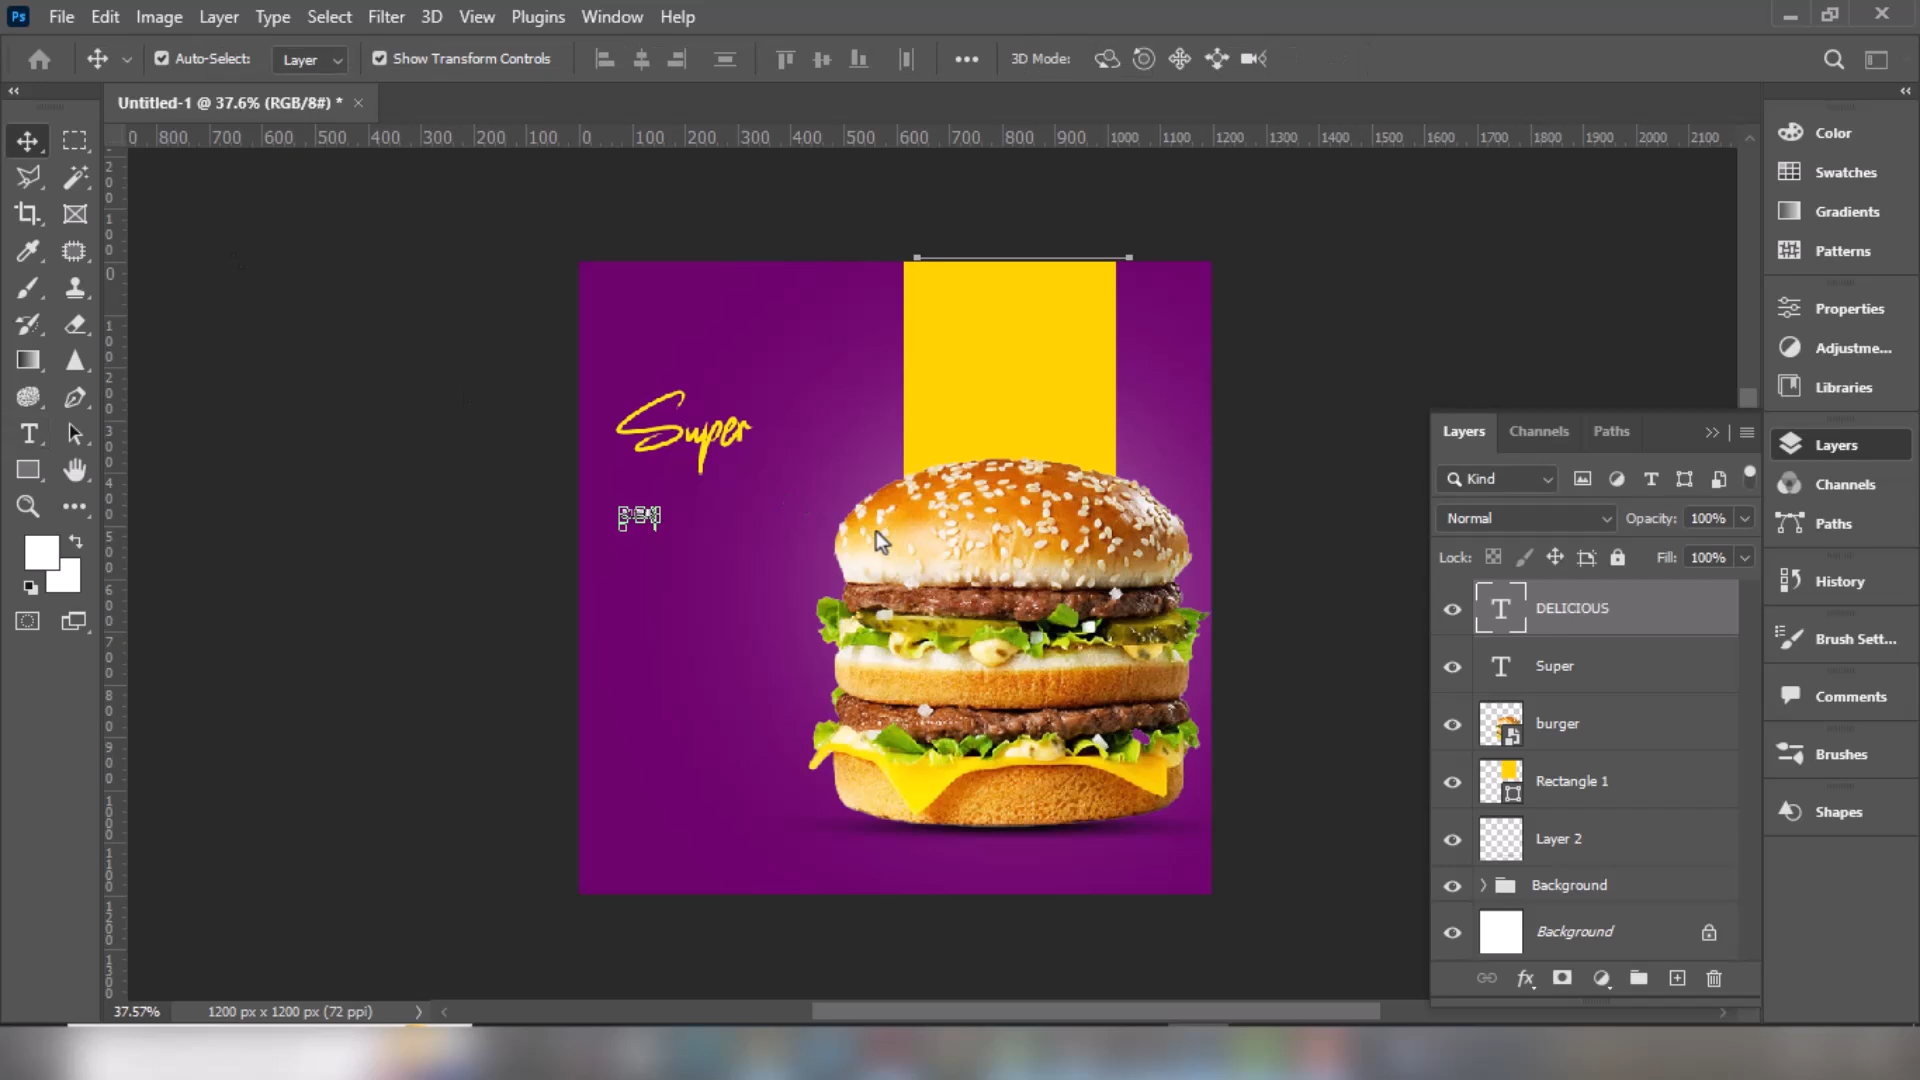 Ps File Edit Image Layer Type Select Filter 3D View Plugins Window Help
Auto-Select: Layer Show Transform Controls 3D Mode:
Untitled-1 @ 37.6% (RGB/8#) *
0 800 700 600 500 400 300 200 100 0 100 200 300 400 500 600 700 800 900 1000 1100 1200 1300 1400 1500 1600 1700 1800 1900 2000 2100
Super
Color
Swatches
Gradients
Patterns
Properties
Adjustme...
Libraries
Layers
Channels
Paths
History
Brush Sett...
Comments
Brushes
Shapes
Layers Channels Paths
Kind
Normal Opacity: 100%
Lock: Fill: 100%
DELICIOUS
Super
burger
Rectangle 1
Layer 2
Background
Background
fx
37.57% 1200 px x 1200 px (72 ppi)